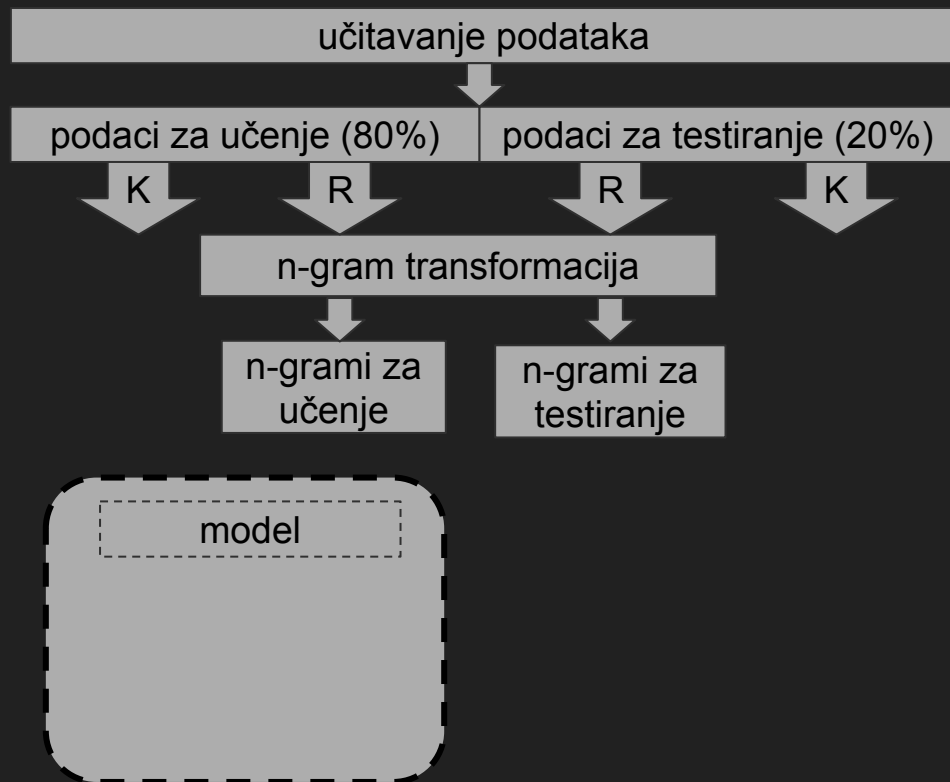 učitavanje podataka
podaci za učenje (80%)
podaci za testiranje (20%)
K
R
R
K
n-gram transformacija
n-grami za
učenje
n-grami za
testiranje
model